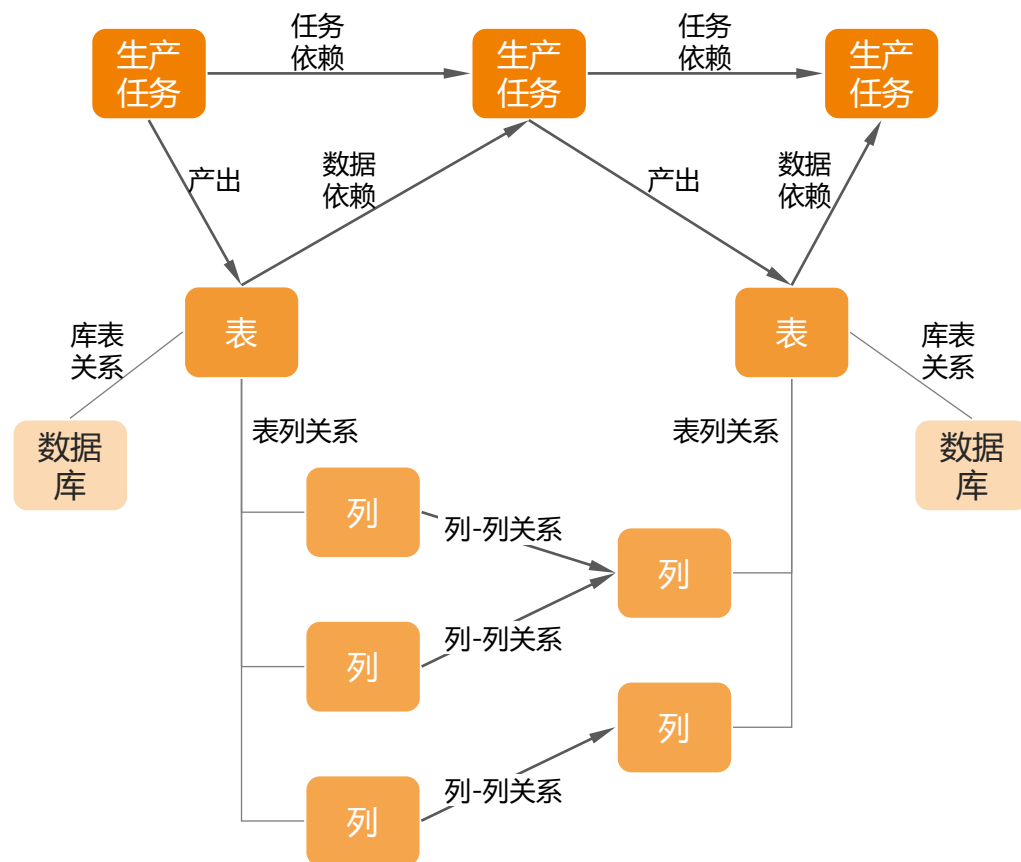 任务
依赖
任务
依赖
生产
任务
生产
任务
生产
任务
产出
数据
依赖
产出
数据
依赖
表
表
库表
关系
库表
关系
数据
库
表列关系
表列关系
数据
库
列
列-列关系
列
列
列-列关系
列
列-列关系
列